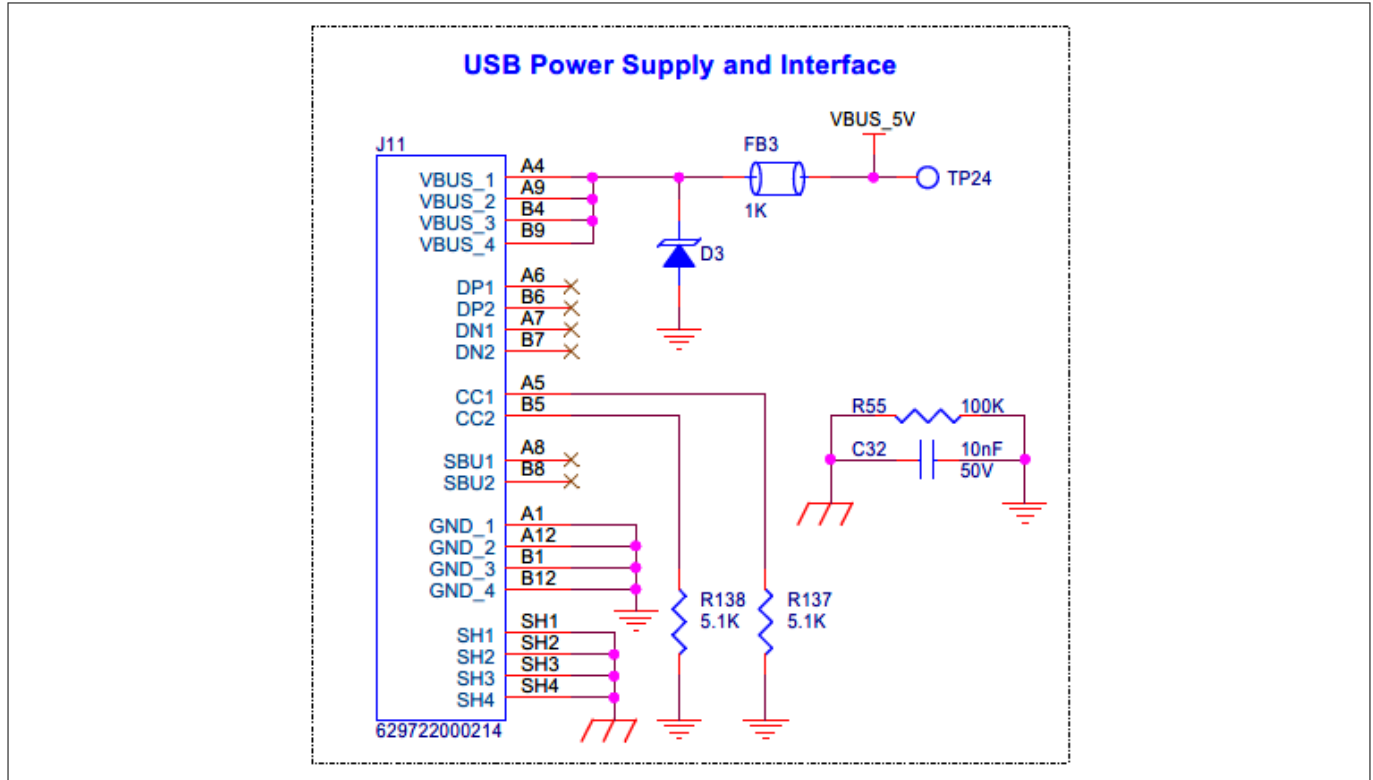 USB Power Supply and Interface
VBUS_5V
J11
FB3
A4
VBUS_1
TP24
A9
VBUS_2
1K
B4
VBUS_3
B9
VBUS_4
D3
A6
DP1
B6
DP2
A7
DN1
B7
DN2
A5
CC1
B5
CC2
R55 100K
C32 10nF
50V
A8
SBU1
B8
SBU2
A1
GND_1
A12
GND_2
B1
GND_3
B12
GND_4
R138 R137
5.1K 5.1K
SH1
SH1
SH2
SH2
SH3
SH3
SH4
SH4
629722000214